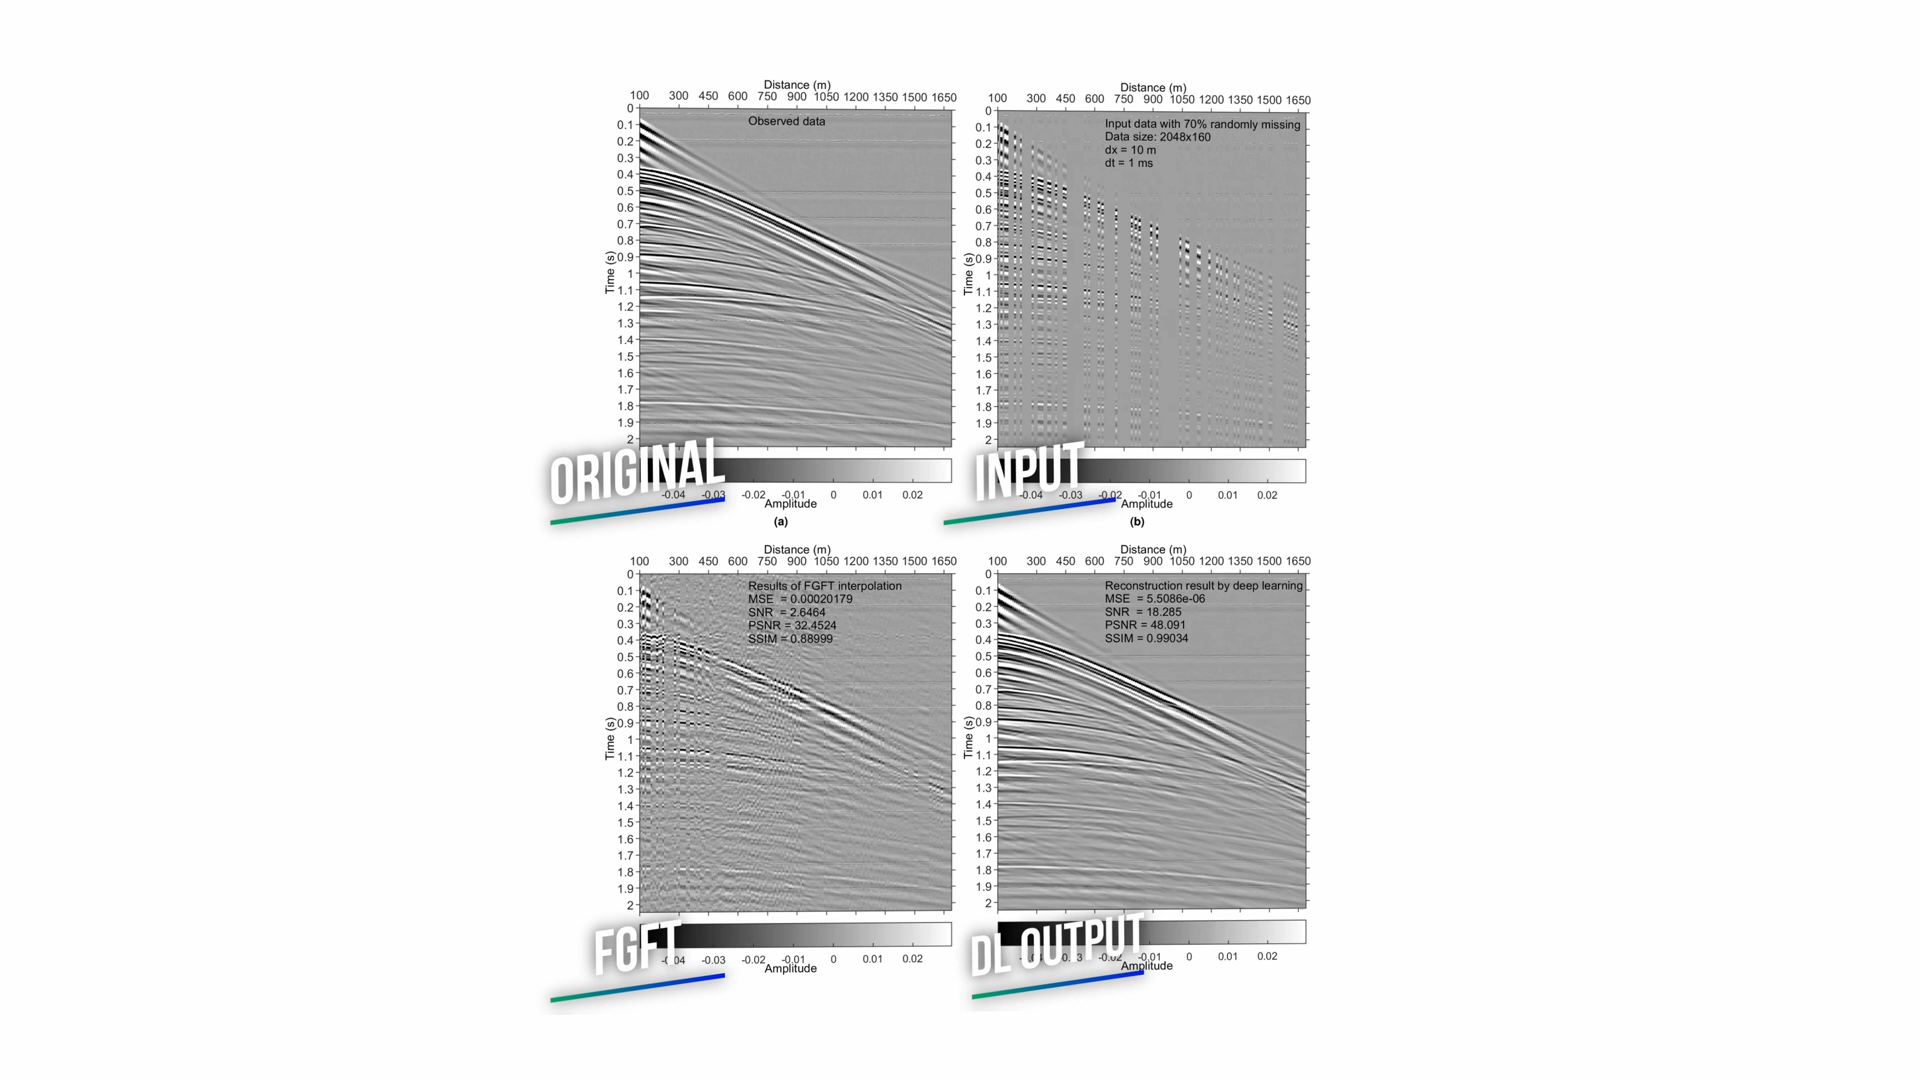 Distance (m)
100 300 450 600 750 900 1050 1200 1350 1500 1650
Observed data
0
0.1
0.2
0.3
0.4
0.5
0.6
0.7
0.8
0.9
1
1.1
1.2
1.3
1.4
1.5
1.6
1.7
1.8
1.9
2
Time (s)
ORIGINAL
-0.04 -0.03 -0.02 -0.01 0 0.01 0.02
Amplitude
(a)
Distance (m)
100 300 450 600 750 900 1050 1200 1350 1500 1650
Input data with 70% randomly missing
Data size: 2048x160
dx = 10 m
dt = 1 ms
0
0.1
0.2
0.3
0.4
0.5
0.6
0.7
0.8
0.9
1
1.1
1.2
1.3
1.4
1.5
1.6
1.7
1.8
1.9
2
Time (s)
INPUT
-0.04 -0.03 -0.02 -0.01 0 0.01 0.02
Amplitude
(b)
Distance (m)
100 300 450 600 750 900 1050 1200 1350 1500 1650
Results of FGFT interpolation
MSE = 0.00020179
SNR = 2.6464
PSNR = 32.4524
SSIM = 0.88999
0
0.1
0.2
0.3
0.4
0.5
0.6
0.7
0.8
0.9
1
1.1
1.2
1.3
1.4
1.5
1.6
1.7
1.8
1.9
2
Time (s)
FGFT
-0.04 -0.03 -0.02 -0.01 0 0.01 0.02
Amplitude
Distance (m)
100 300 450 600 750 900 1050 1200 1350 1500 1650
Reconstruction result by deep learning
MSE = 5.5086e-06
SNR = 18.285
PSNR = 48.091
SSIM = 0.99034
0
0.1
0.2
0.3
0.4
0.5
0.6
0.7
0.8
0.9
1
1.1
1.2
1.3
1.4
1.5
1.6
1.7
1.8
1.9
2
Time (s)
DL OUTPUT
-0.02 -0.01 0 0.01 0.02
Amplitude